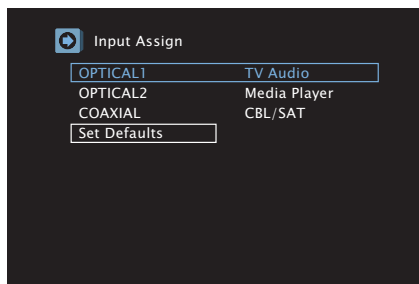 Input Assign
OPTICAL1 TV Audio
OPTICAL2 Media Player
COAXIAL CBL/SAT
Set Defaults